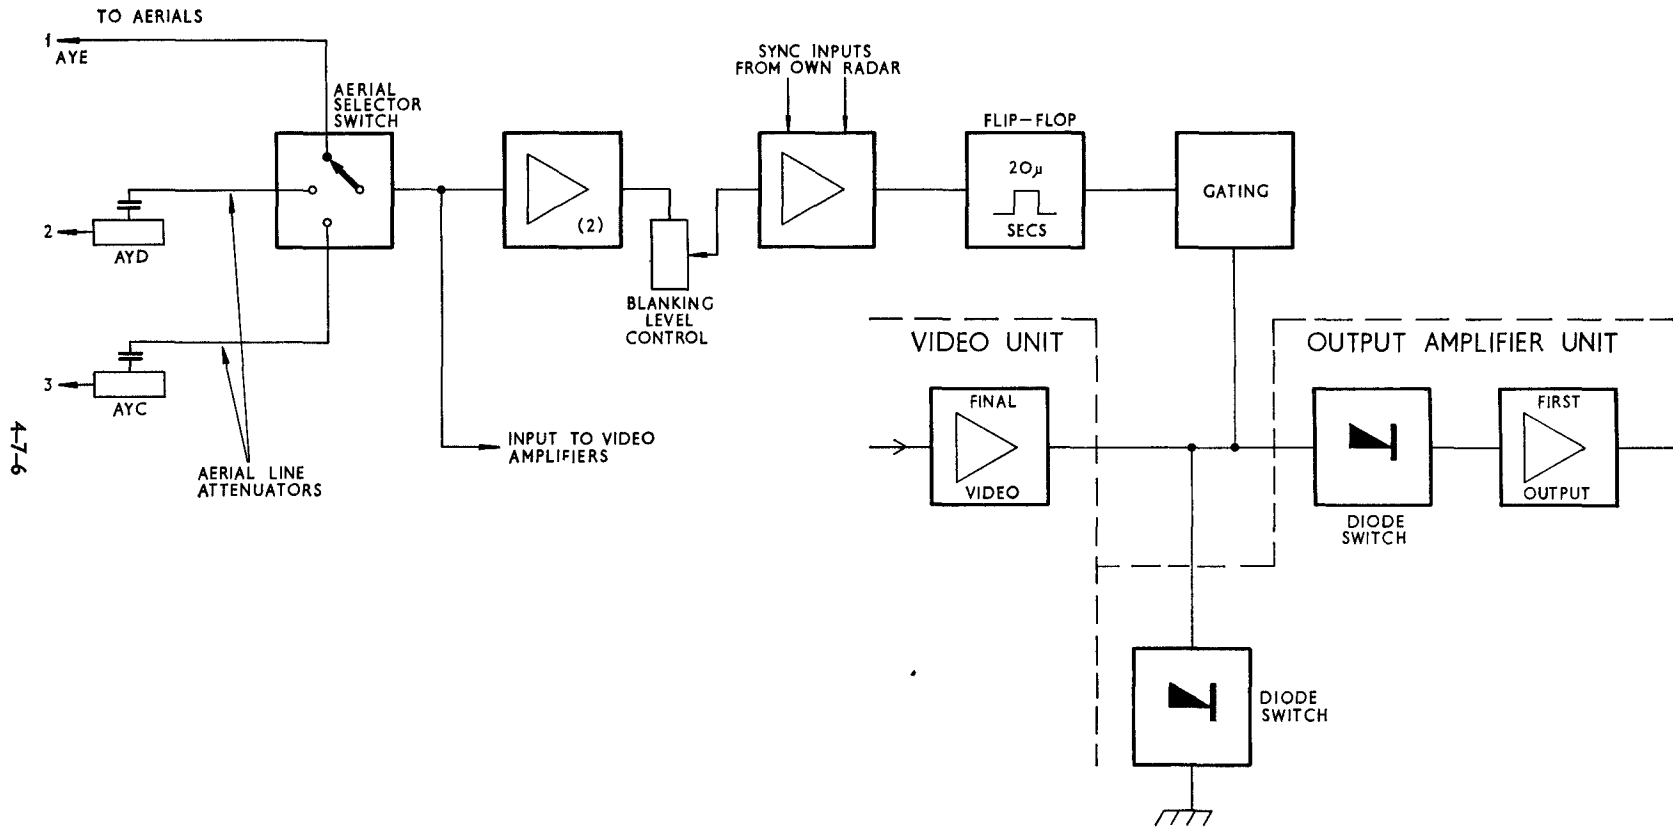 TO AERIALS
1
AYE
AERIAL
SELECTOR
SWITCH
2
AYD
3
AYC
AERIAL LINE
ATTENUATORS
(2)
BLANKING
LEVEL
CONTROL
INPUT TO VIDEO
AMPLIFIERS
SYNC INPUTS
FROM OWN RADAR
FLIP-FLOP
20μ
SECS
GATING
VIDEO UNIT
FINAL
VIDEO
OUTPUT AMPLIFIER UNIT
DIODE
SWITCH
FIRST
OUTPUT
DIODE
SWITCH
4-7-6